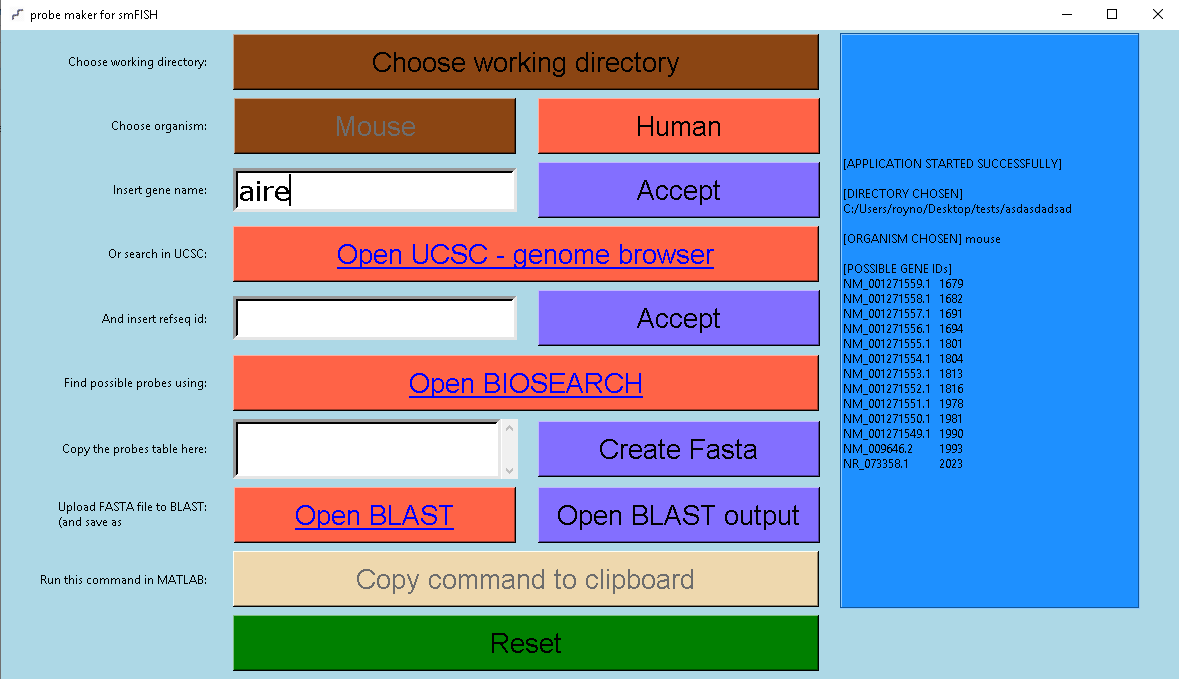 probe maker for smFISH
Choose working directory:
Choose working directory
Choose organism:
Mouse
Human
Insert gene name:
aire
Accept
Or search in UCSC:
Open UCSC - genome browser
And insert refseq id:
Accept
Find possible probes using:
Open BIOSEARCH
Copy the probes table here:
Create Fasta
Upload FASTA file to BLAST:
(and save as
Open BLAST
Open BLAST output
Run this command in MATLAB:
Copy command to clipboard
Reset
[APPLICATION STARTED SUCCESSFULLY]
[DIRECTORY CHOSEN]
C:/Users/royno/Desktop/tests/asdasdadsad
[ORGANISM CHOSEN] mouse
[POSSIBLE GENE IDs]
NM_001271559.1 1679
NM_001271558.1 1682
NM_001271557.1 1691
NM_001271556.1 1694
NM_001271555.1 1801
NM_001271554.1 1804
NM_001271553.1 1813
NM_001271552.1 1816
NM_001271551.1 1978
NM_001271550.1 1981
NM_001271549.1 1990
NM_009646.2 1993
NR_073358.1 2023